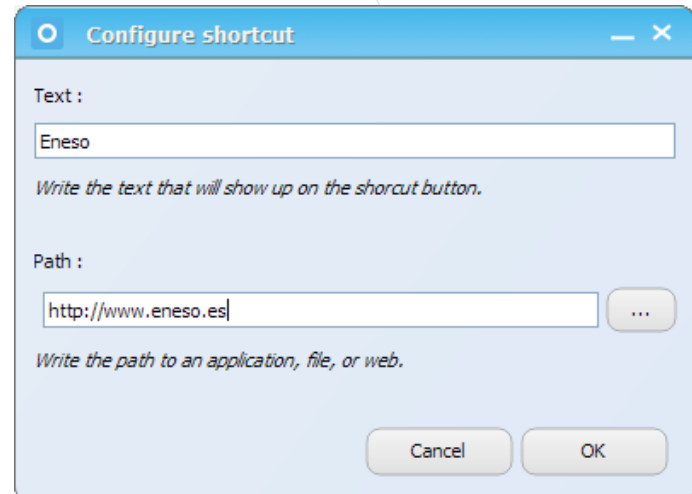 Configure shortcut
Text :
Eneso
Write the text that will show up on the shorcut button.
Path :
http://www.eneso.es
...
Write the path to an application, file, or web.
Cancel
OK